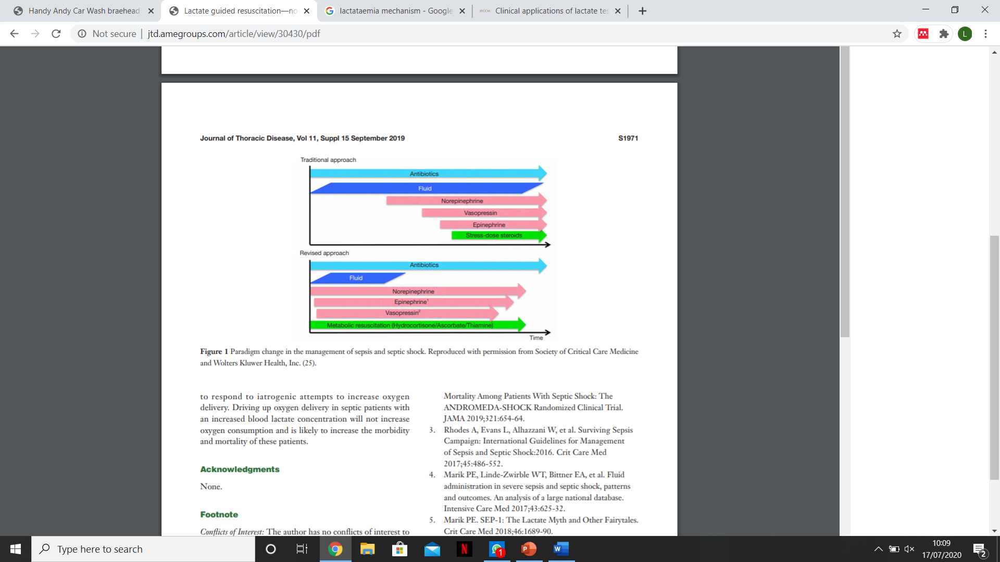 Handy Andy Car Wash braehead
Lactate guided resuscitation—no
lactataemia mechanism - Google
JECCM Clinical applications of lactate tes
Not secure | jtd.amegroups.com/article/view/30430/pdf
L
Journal of Thoracic Disease, Vol 11, Suppl 15 September 2019
S1971
Traditional approach
Antibiotics
Fluid
Norepinephrine
Vasopressin
Epinephrine
Stress-dose steroids
Revised approach
Antibiotics
Fluid
Norepinephrine
Epinephrine¹
Vasopressin²
Metabolic resuscitation (Hydrocortisone/Ascorbate/Thiamine)
Time
Figure 1 Paradigm change in the management of sepsis and septic shock. Reproduced with permission from Society of Critical Care Medicine
and Wolters Kluwer Health, Inc. (25).
to respond to iatrogenic attempts to increase oxygen
delivery. Driving up oxygen delivery in septic patients with
an increased blood lactate concentration will not increase
oxygen consumption and is likely to increase the morbidity
and mortality of these patients.
Acknowledgments
None.
Footnote
Conflicts of Interest: The author has no conflicts of interest to
Mortality Among Patients With Septic Shock: The
ANDROMEDA-SHOCK Randomized Clinical Trial.
JAMA 2019;321:654-64.
3. Rhodes A, Evans L, Alhazzani W, et al. Surviving Sepsis
Campaign: International Guidelines for Management
of Sepsis and Septic Shock:2016. Crit Care Med
2017;45:486-552.
4. Marik PE, Linde-Zwirble WT, Bittner EA, et al. Fluid
administration in severe sepsis and septic shock, patterns
and outcomes. An analysis of a large national database.
Intensive Care Med 2017;43:625-32.
5. Marik PE. SEP-1: The Lactate Myth and Other Fairytales.
Crit Care Med 2018;46:1689-90.
Type here to search
N
1
P
W
10:09
17/07/2020
2